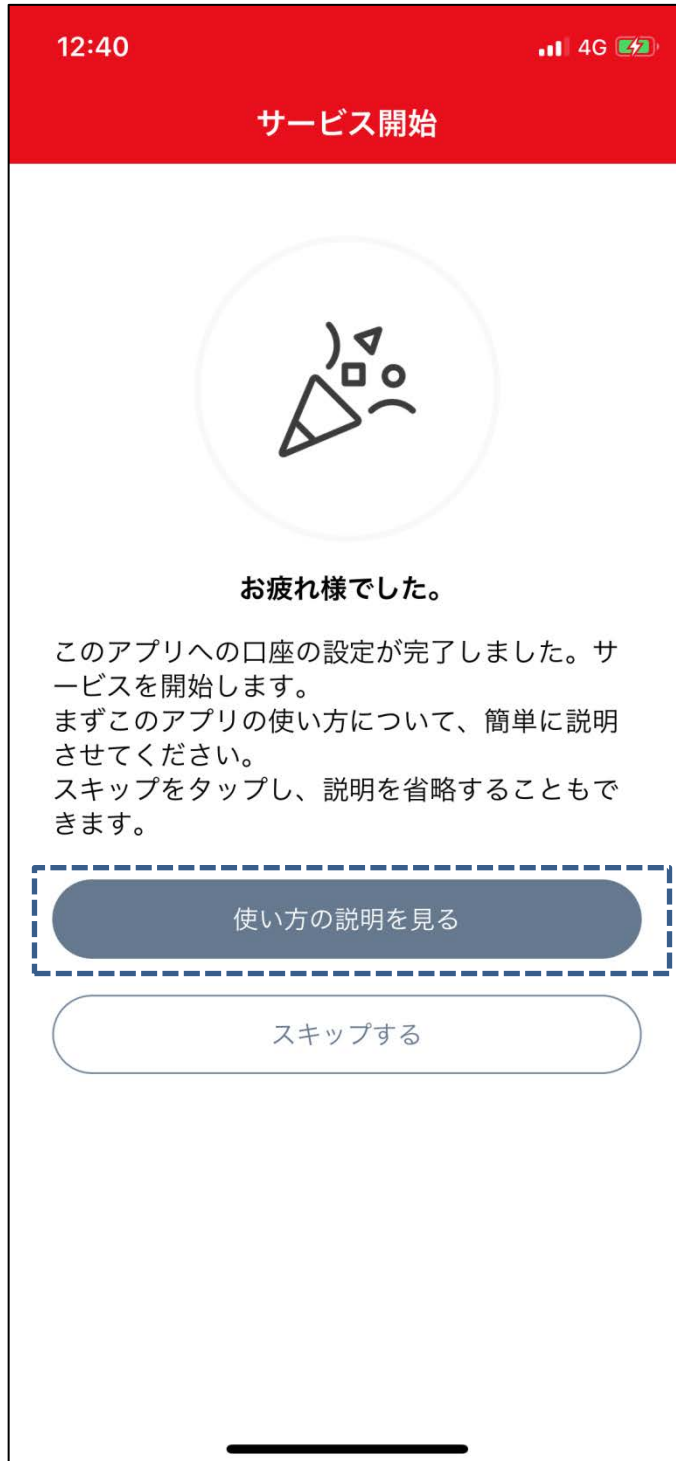 12:40
4G
サービス開始
お疲れ様でした。
このアプリへの口座の設定が完了しました。サ
ービスを開始します。
まずこのアプリの使い方について、簡単に説明
させてください。
スキップをタップし、説明を省略することもで
きます。
使い方の説明を見る
スキップする